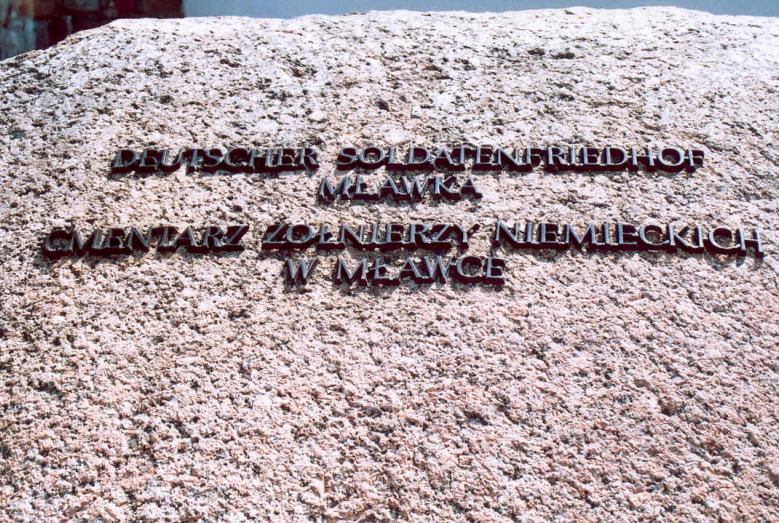 DEUTSCHER SOLDATENFRIEDHOF
MŁAWKA
CMENTARZ ŻOŁNIERZY NIEMIECKICH
W MŁAWCE